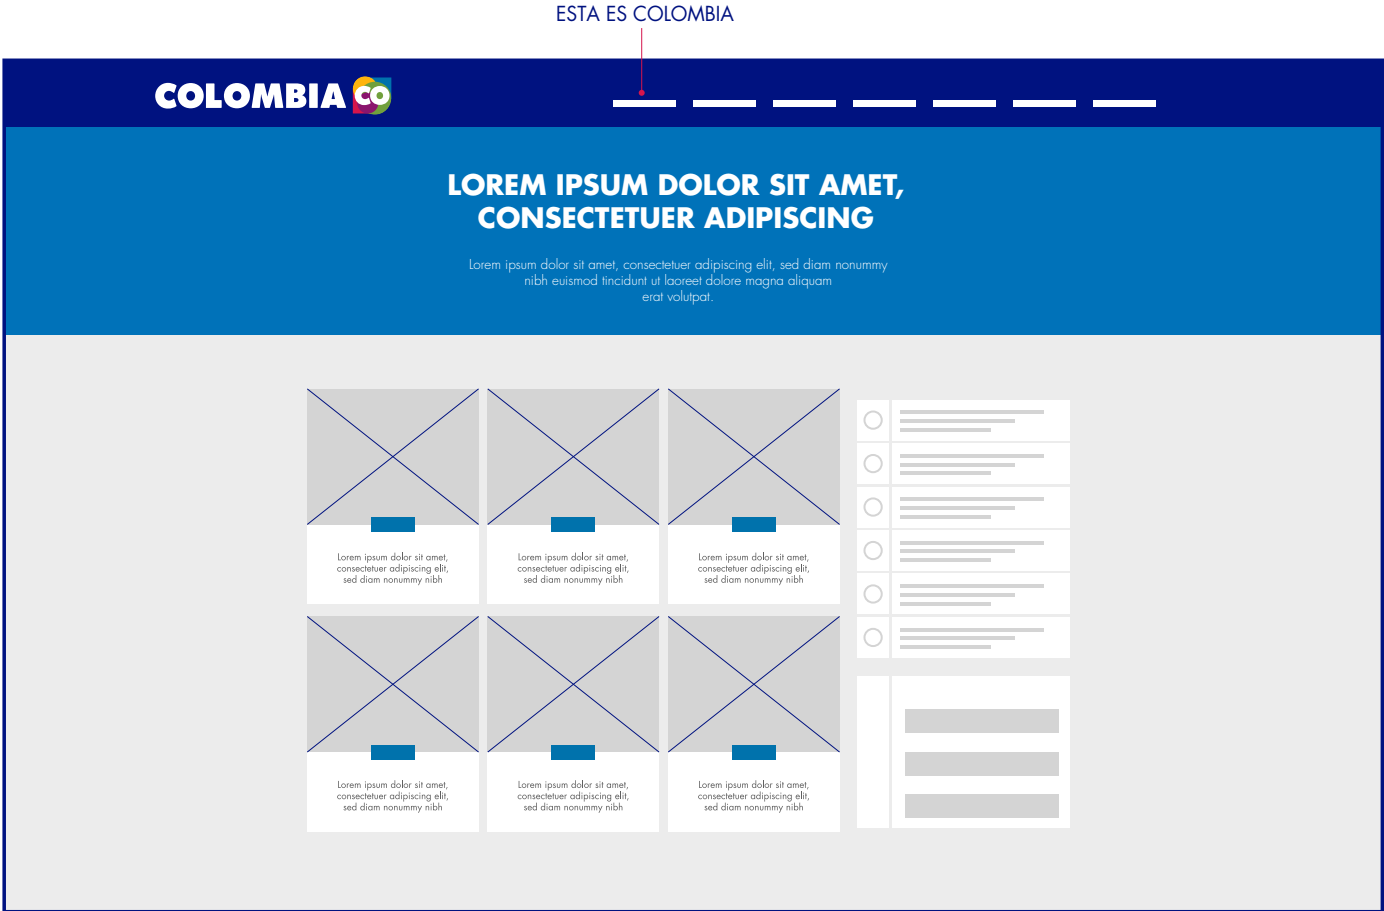 ESTA ES COLOMBIA
COLOMBIA CO
LOREM IPSUM DOLOR SIT AMET,
CONSECTETUER ADIPISCING
Lorem ipsum dolor sit amet, consectetuer adipiscing elit, sed diam nonummy
nibh euismod tincidunt ut laoreet dolore magna aliquam
erat volutpat.
Lorem ipsum dolor sit amet,
consectetuer adipiscing elit,
sed diam nonummy nibh
Lorem ipsum dolor sit amet,
consectetuer adipiscing elit,
sed diam nonummy nibh
Lorem ipsum dolor sit amet,
consectetuer adipiscing elit,
sed diam nonummy nibh
Lorem ipsum dolor sit amet,
consectetuer adipiscing elit,
sed diam nonummy nibh
Lorem ipsum dolor sit amet,
consectetuer adipiscing elit,
sed diam nonummy nibh
Lorem ipsum dolor sit amet,
consectetuer adipiscing elit,
sed diam nonummy nibh